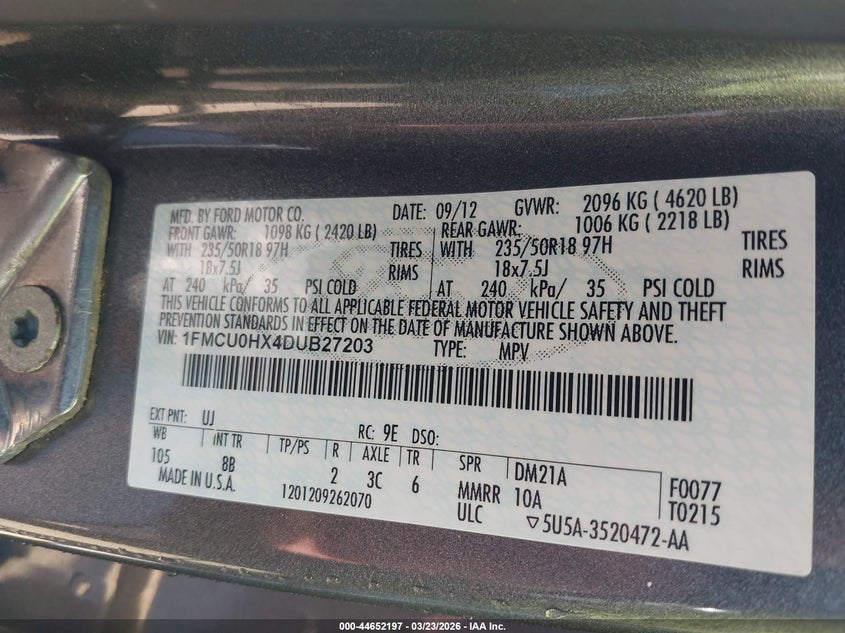 MFD. BY FORD MOTOR CO. DATE: 09/12 GVWR: 2096 KG ( 4620 LB)
FRONT GAWR: 1098 KG ( 2420 LB) REAR GAWR: 1006 KG ( 2218 LB)
WITH 235/50R18 97H TIRES WITH 235/50R18 97H TIRES
18x7.5J RIMS 18x7.5J RIMS
AT 240 kPa/ 35 PSI COLD AT 240 kPa/ 35 PSI COLD
THIS VEHICLE CONFORMS TO ALL APPLICABLE FEDERAL MOTOR VEHICLE SAFETY AND THEFT
PREVENTION STANDARDS IN EFFECT ON THE DATE OF MANUFACTURE SHOWN ABOVE.
VIN: 1FMCU0HX4DUB27203 TYPE: MPV
EXT PNT: UJ RC: 9E DSO:
WB INT TR TP/PS R AXLE TR SPR DM21A F0077
105 8B 2 3C 6 MMRR 10A T0215
MADE IN U.S.A. 1201209262070 ULC ▽5U5A-3520472-AA
000-44652197 - 03/23/2026 - IAA Inc.